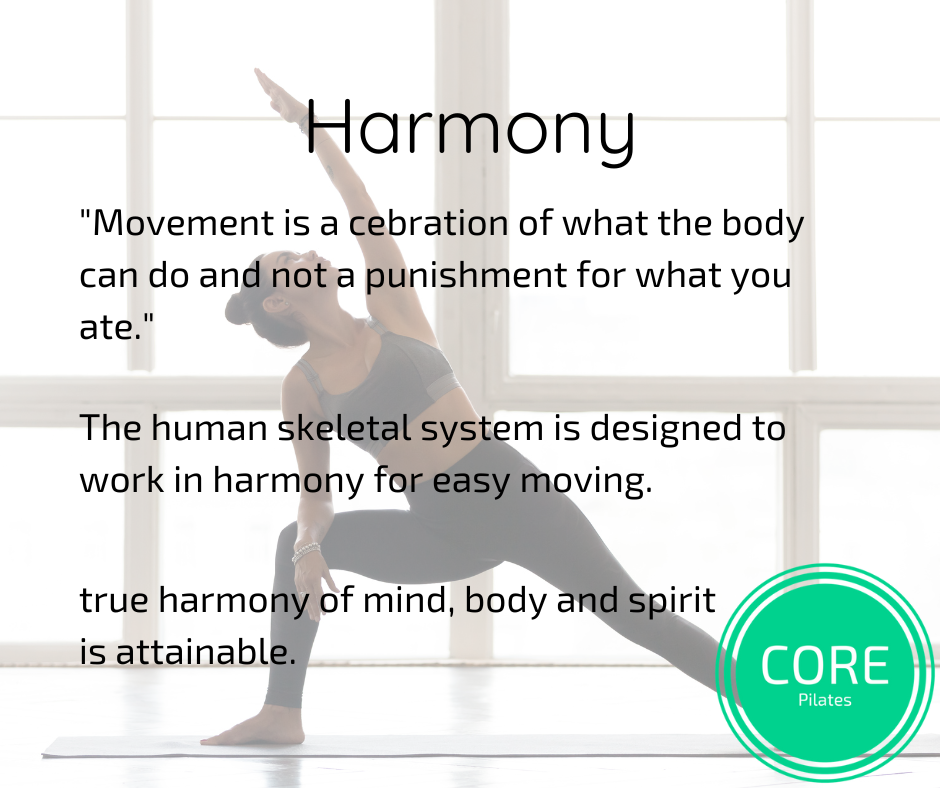 Harmony
"Movement is a cebration of what the body
can do and not a punishment for what you
ate."
The human skeletal system is designed to
work in harmony for easy moving.
true harmony of mind, body and spirit
is attainable.
CORE
Pilates